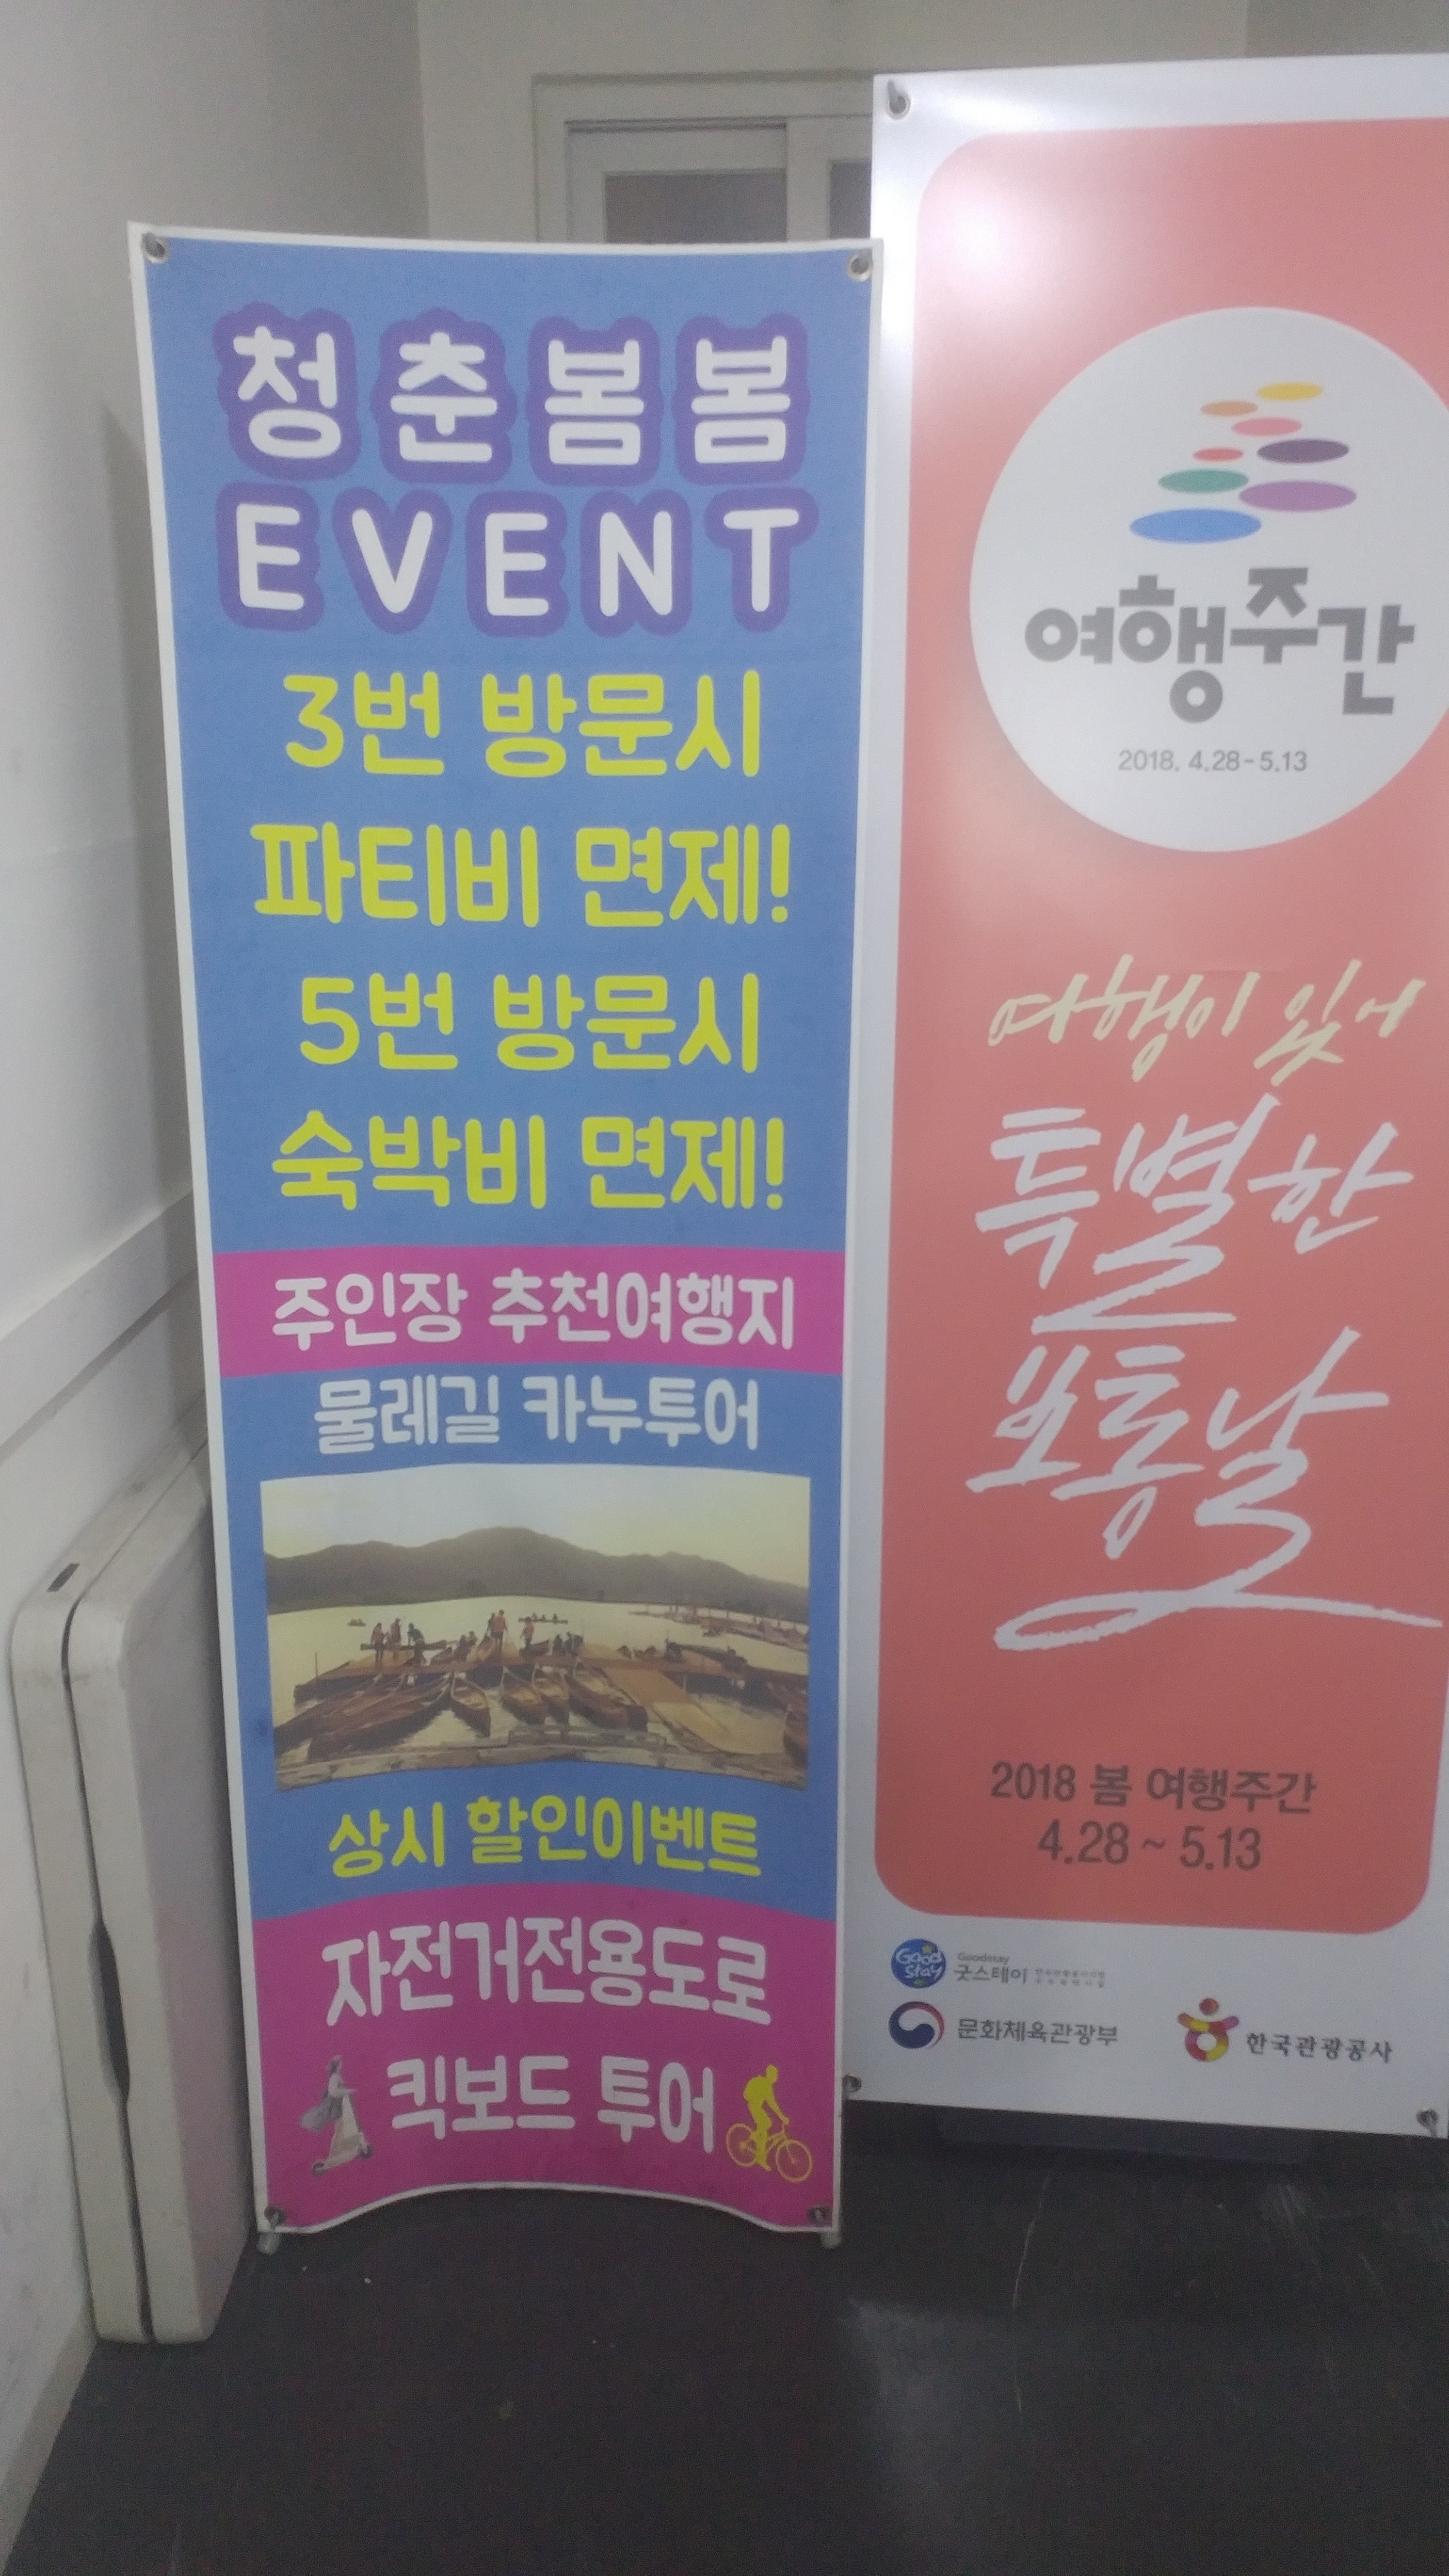 청춘봄봄
EVENT
3번 방문시
파티비 면제!
5번 방문시
숙박비 면제!
주인장 추천여행지
물레길 카누투어
상시 할인이벤트
자전거전용도로
킥보드 투어
여행주간
2018. 4.28-5.13
여행이 있어
특별한
보통날
2018 봄 여행주간
4.28 ~ 5.13
Good Stay
Goodstay
굿스테이
문화체육관광부
한국관광공사